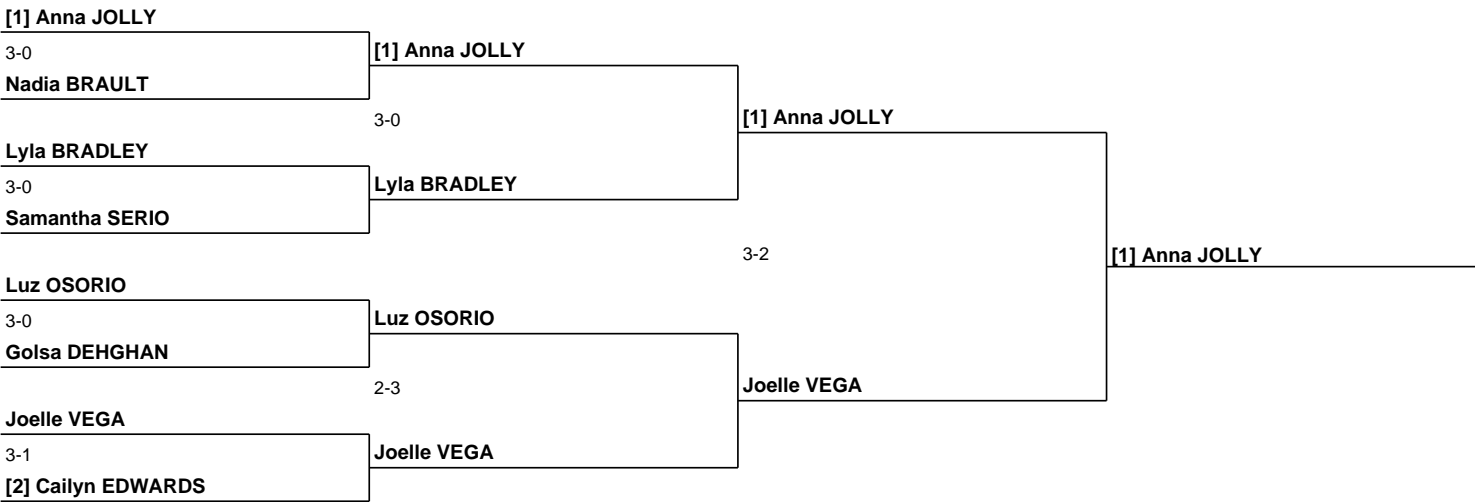 [1] Anna JOLLY
3-0
[1] Anna JOLLY
Nadia BRAULT
3-0
[1] Anna JOLLY
Lyla BRADLEY
3-0
Lyla BRADLEY
Samantha SERIO
3-2
[1] Anna JOLLY
Luz OSORIO
3-0
Luz OSORIO
Golsa DEHGHAN
2-3
Joelle VEGA
Joelle VEGA
3-1
Joelle VEGA
[2] Cailyn EDWARDS